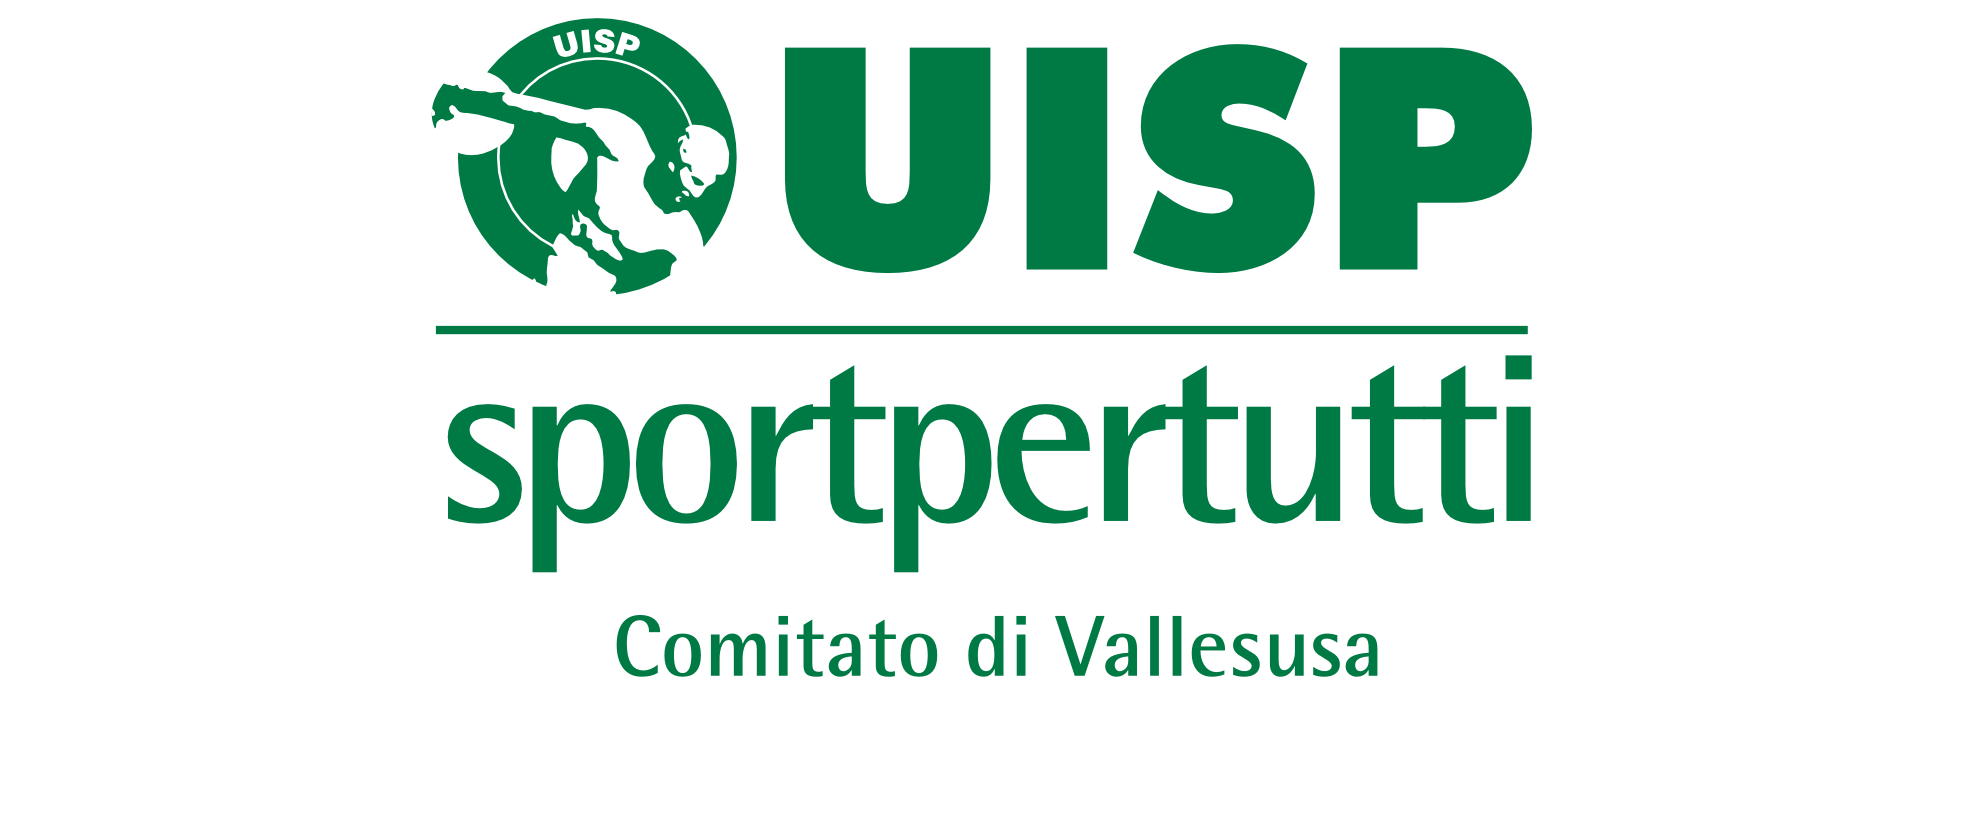 UISP
UISP
sportpertutti
Comitato di Vallesusa